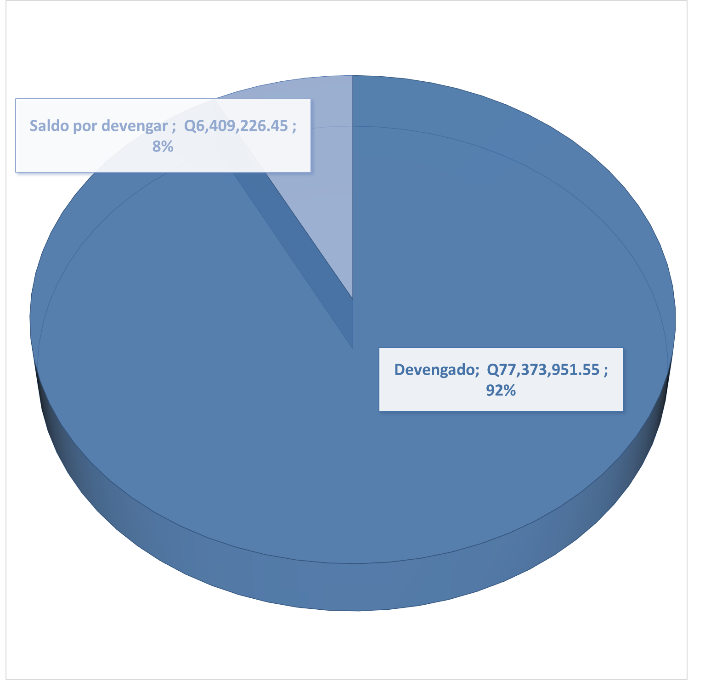 Saldo por devengar ; Q6,409,226.45 ;
8%
Devengado; Q77,373,951.55 ;
92%